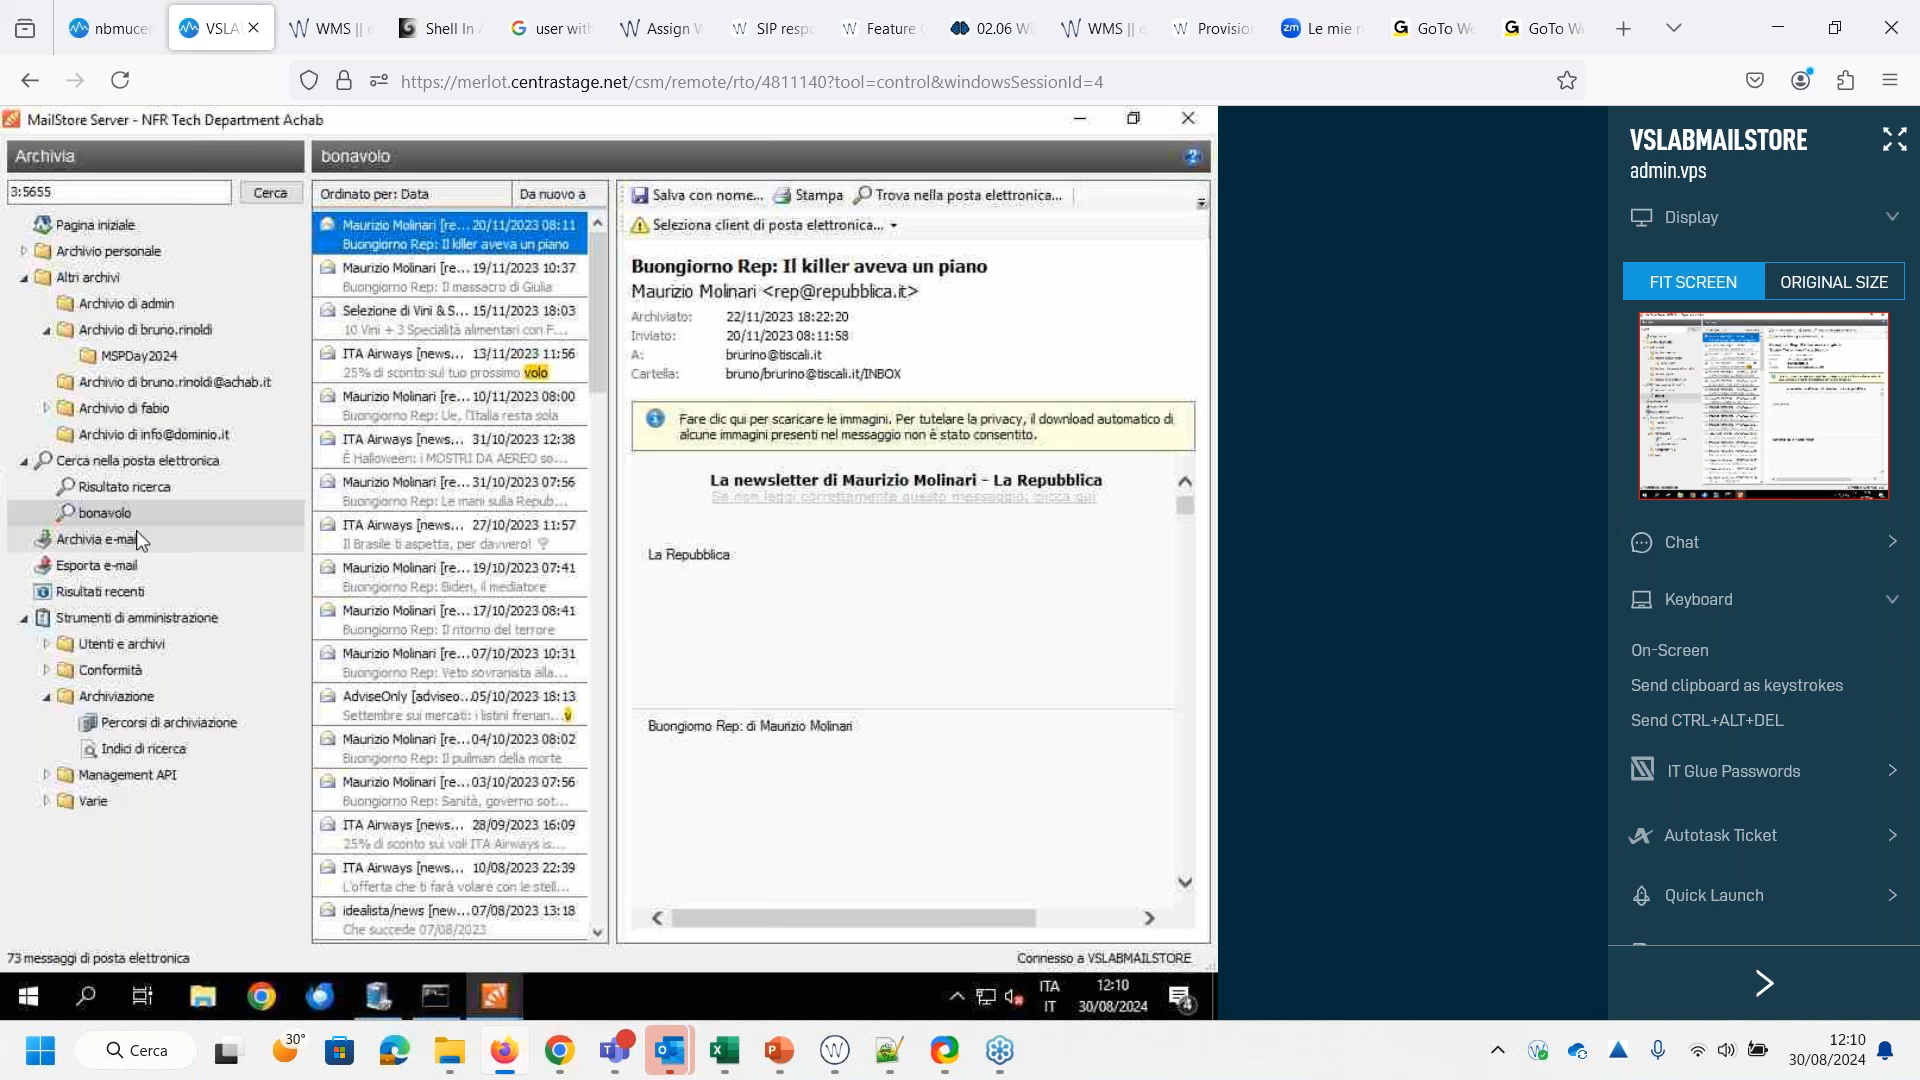 nbmucer
VSLA
WMS || e
Shell In A
user with
Assign W
SIP respo
Feature C
02.06 Wi
WMS || e
Provision
Le mie ri
GoTo We
GoTo We
https://merlot.centrastage.net/csm/remote/rto/4811140?tool=control&windowsSessionId=4
MailStore Server - NFR Tech Department Achab
Archivia
bonavolo
3:5655
Cerca
Pagina iniziale
Archivio personale
Altri archivi
Archivio di admin
Archivio di bruno.rinoldi
MSPDay2024
Archivio di bruno.rinoldi@achab.it
Archivio di fabio
Archivio di info@dominio.it
Cerca nella posta elettronica
Risultato ricerca
bonavolo
Archivia e-mail
Esporta e-mail
Risultati recenti
Strumenti di amministrazione
Utenti e archivi
Conformità
Archiviazione
Percorsi di archiviazione
Indici di ricerca
Management API
Varie
Ordinato per: Data
Da nuovo a
Maurizio Molinari [re... 20/11/2023 08:11
Buongiorno Rep: Il killer aveva un piano
Maurizio Molinari [re... 19/11/2023 10:37
Buongiorno Rep: Il massacro di Giulia
Selezione di Vini & S... 15/11/2023 18:03
10 Vini + 3 Specialità alimentari con F...
ITA Airways [news... 13/11/2023 11:56
25% di sconto sul tuo prossimo volo
Maurizio Molinari [re... 10/11/2023 08:00
Buongiorno Rep: Ue, l'Italia resta sola
ITA Airways [news... 31/10/2023 12:38
È Halloween: i MOSTRI DA AEREO so...
Maurizio Molinari [re... 31/10/2023 07:56
Buongiorno Rep: Le mani sulla Repub...
ITA Airways [news... 27/10/2023 11:57
Il Brasile ti aspetta, per davvero!
Maurizio Molinari [re... 19/10/2023 07:41
Buongiorno Rep: Biden, il mediatore
Maurizio Molinari [re... 17/10/2023 08:41
Buongiorno Rep: Il ritorno del terrore
Maurizio Molinari [re... 07/10/2023 10:31
Buongiorno Rep: Veto sovranista alla...
AdviseOnly [adviseo... 05/10/2023 18:13
Settembre sui mercati: i listini frenan...v
Maurizio Molinari [re... 04/10/2023 08:02
Buongiorno Rep: Il pullman della morte
Maurizio Molinari [re... 03/10/2023 07:56
Buongiorno Rep: Sanità, governo sot...
ITA Airways [news... 28/09/2023 16:09
25% di sconto sui voli ITA Airways is...
ITA Airways [news... 10/08/2023 22:39
L'offerta che ti farà volare con le stell...
idealista/news [new... 07/08/2023 13:18
Che succede 07/08/2023
Salva con nome...
Stampa
Trova nella posta elettronica...
Seleziona client di posta elettronica...
Buongiorno Rep: Il killer aveva un piano
Maurizio Molinari <rep@repubblica.it>
Archiviato: 22/11/2023 18:22:20
Inviato: 20/11/2023 08:11:58
A: brurino@tiscali.it
Cartella: bruno/brurino@tiscali.it/INBOX
Fare clic qui per scaricare le immagini. Per tutelare la privacy, il download automatico di
alcune immagini presenti nel messaggio non è stato consentito.
La newsletter di Maurizio Molinari - La Repubblica
Se non leggi correttamente questo messaggio, clicca qui
La Repubblica
Buongiorno Rep: di Maurizio Molinari
73 messaggi di posta elettronica
Connesso a VSLABMAILSTORE
ITA
IT
12:10
30/08/2024
4
VSLABMAILSTORE
admin.vps
Display
FIT SCREEN
ORIGINAL SIZE
Chat
Keyboard
On-Screen
Send clipboard as keystrokes
Send CTRL+ALT+DEL
IT Glue Passwords
Autotask Ticket
Quick Launch
Cerca
30°
12:10
30/08/2024